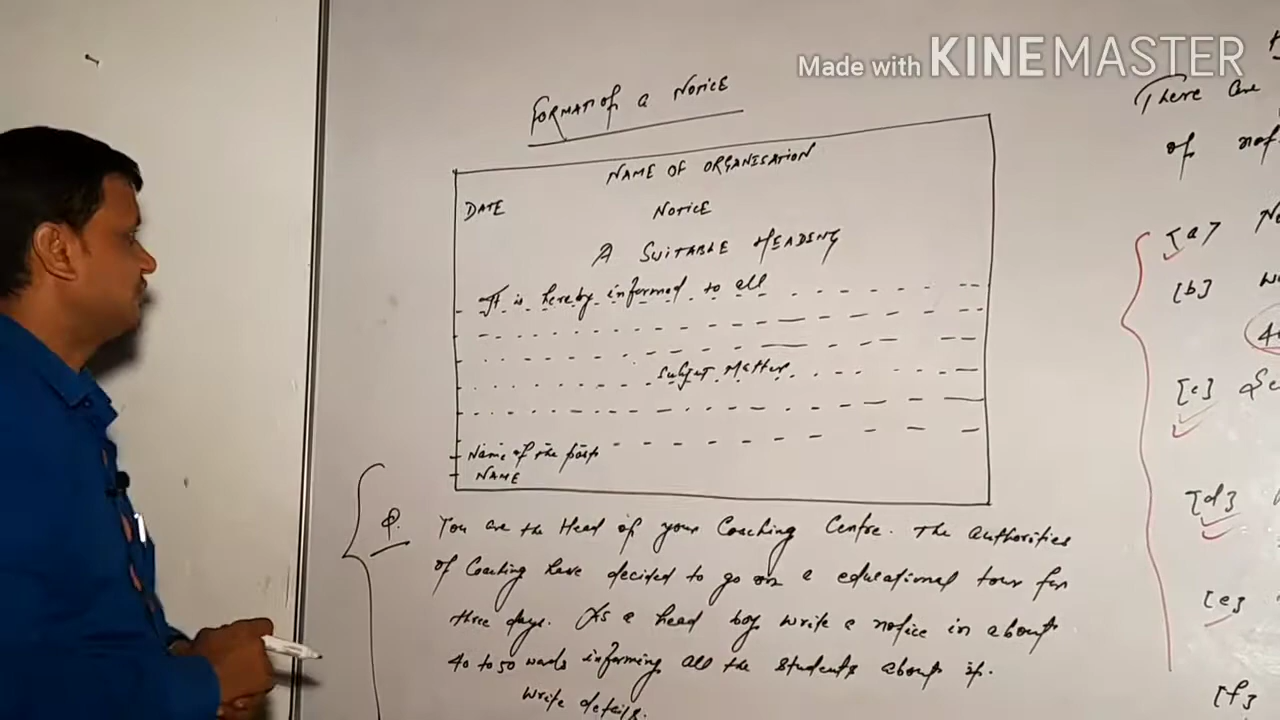 Made with KINEMASTER
FORMAT of a NOTICE
NAME OF ORGANISATION
DATE
NOTICE
A SUITABLE HEADING
It is hereby informed to all
Subject Matter
Name of the post
NAME
Q. You are the Head of your Coaching Centre. The authorities
of Coaching have decided to go on a educational tour for
three days. As a head boy write a notice in about
40 to 50 words informing all the students about it.
Write details.
There are
of
[a]
[b]
[c]
[d]
[e]
[f]